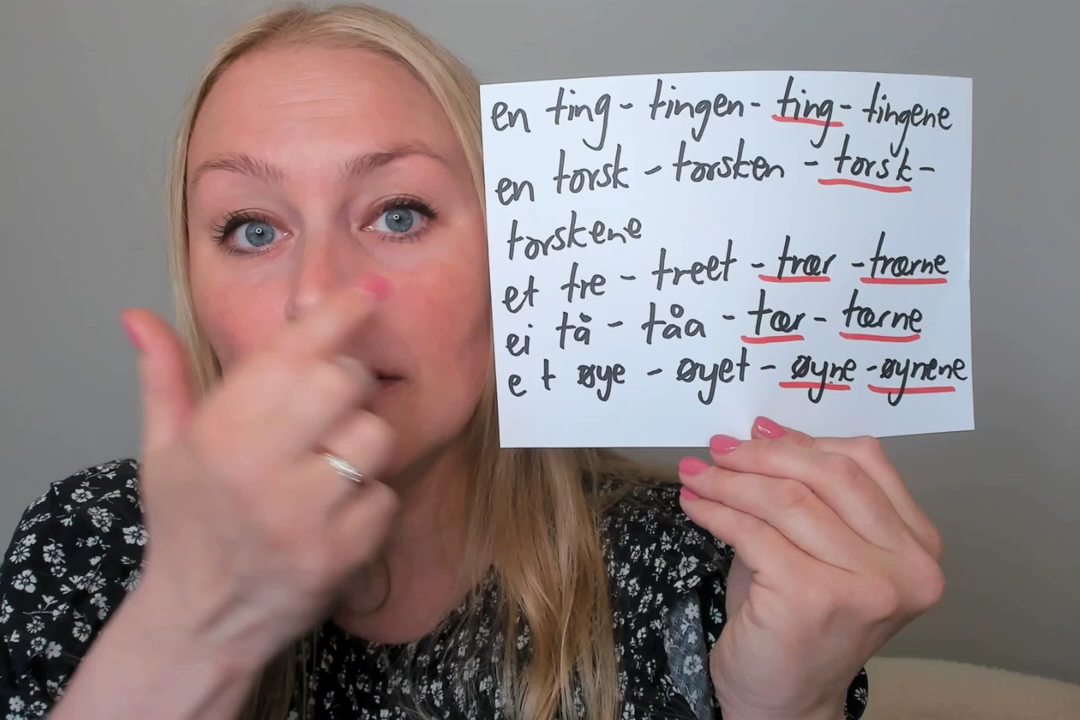 en ting - tingen - ting - tingene
en torsk - torsken - torsk -
torskene
et tre - treet - trær - trærne
ei tå - tåa - tær - tærne
et øye - øyet - øyne - øynene